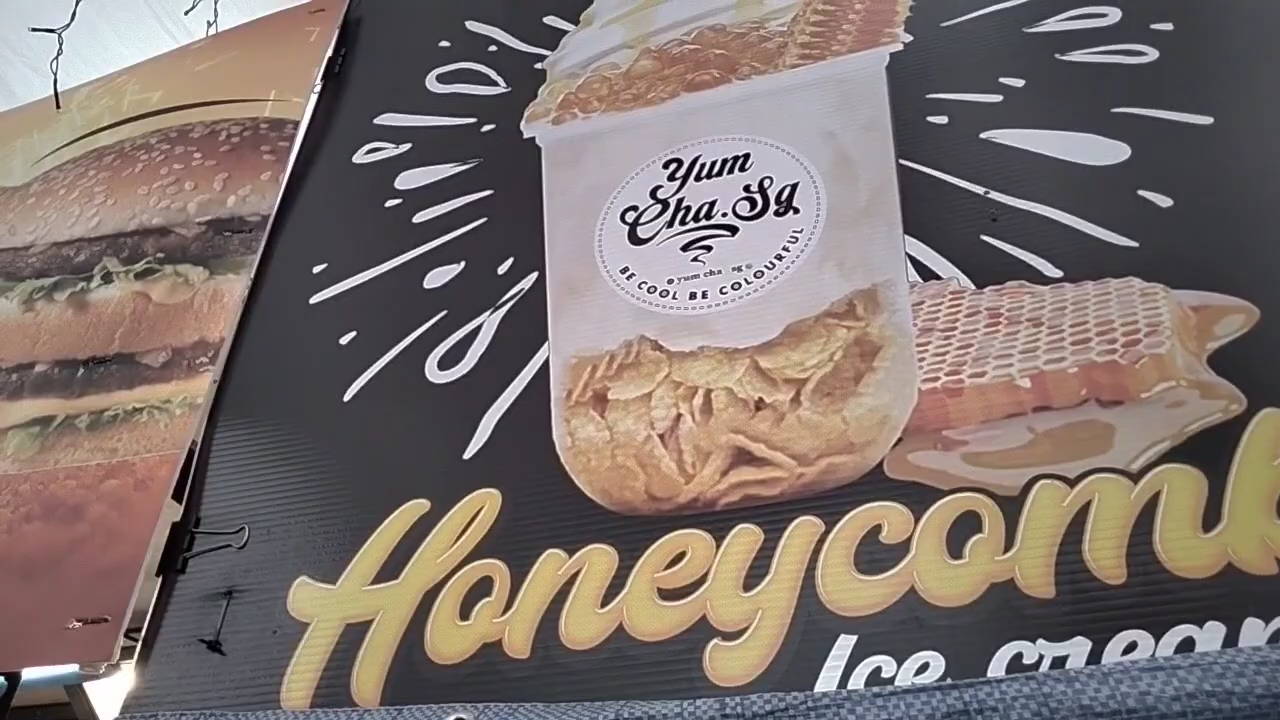 Yum
Cha.Sg
@yum cha sg
BE COOL BE COLOURFUL
Honeycomb
Ice cream